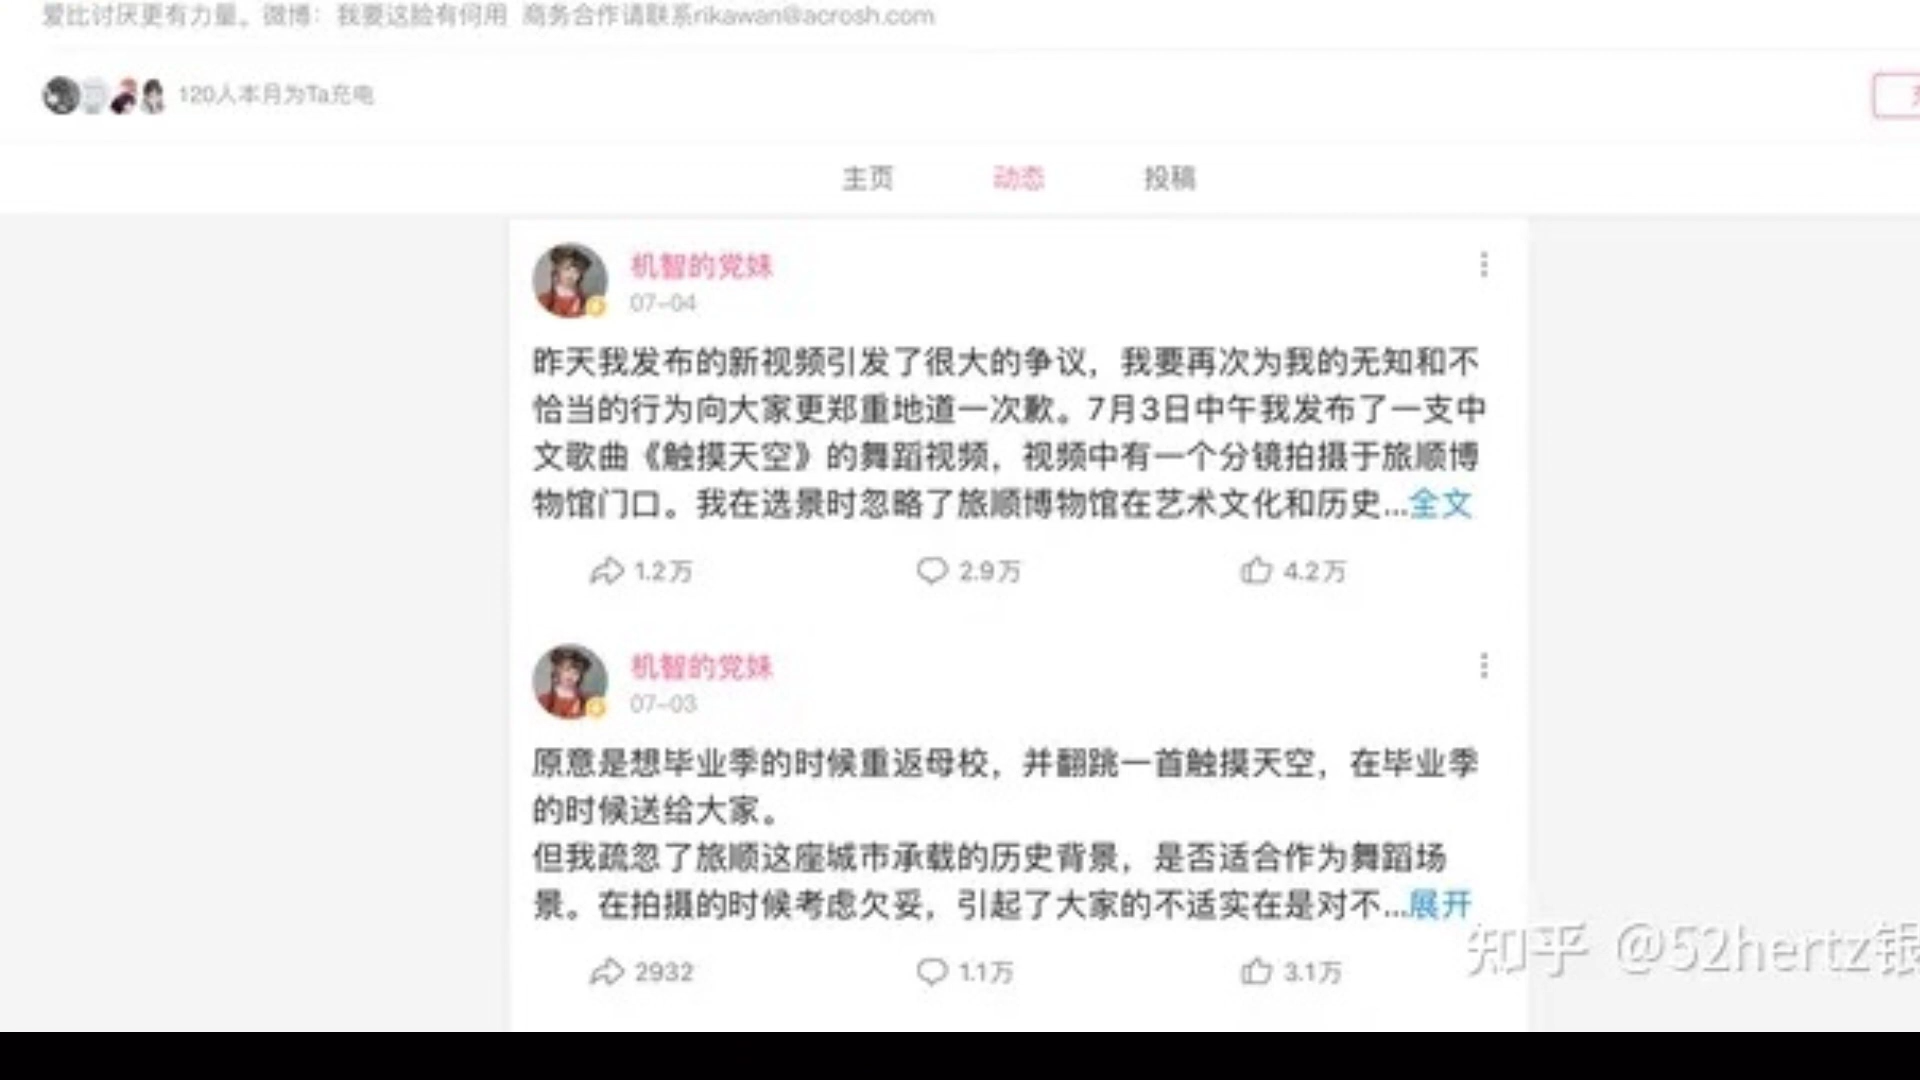 爱比讨厌更有力量。微博：我要这脸有何用 商务合作请联系rikawan@acrosh.com
120人本月为Ta充电
主页 动态 投稿
机智的党妹
07-04
昨天我发布的新视频引发了很大的争议，我要再次为我的无知和不
恰当的行为向大家更郑重地道一次歉。7月3日中午我发布了一支中
文歌曲《触摸天空》的舞蹈视频，视频中有一个分镜拍摄于旅顺博
物馆门口。我在选景时忽略了旅顺博物馆在艺术文化和历史...全文
1.2万 2.9万 4.2万
机智的党妹
07-03
原意是想毕业季的时候重返母校，并翻跳一首触摸天空，在毕业季
的时候送给大家。
但我疏忽了旅顺这座城市承载的历史背景，是否适合作为舞蹈场
景。在拍摄的时候考虑欠妥，引起了大家的不适实在是对不...展开
2932 1.1万 3.1万
知乎 @52hertz银